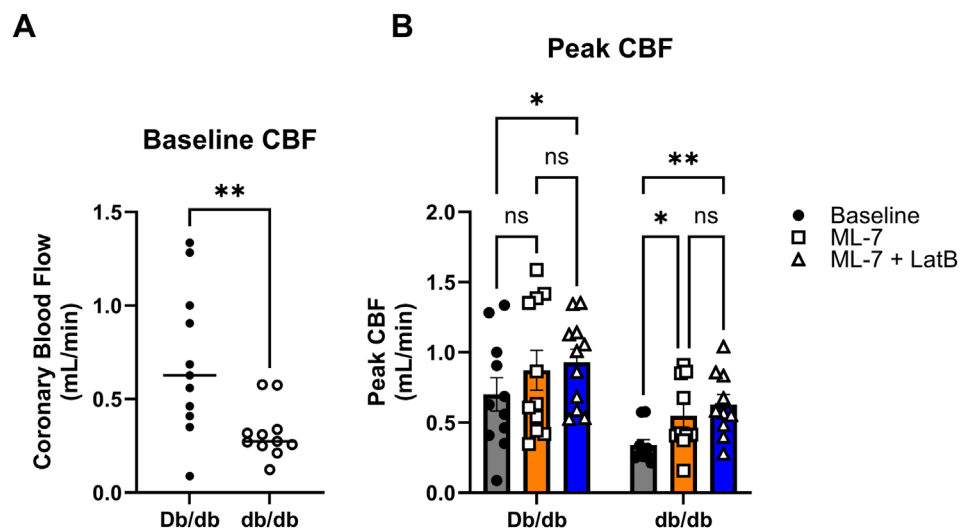 A
Baseline CBF
**
Coronary Blood Flow
(mL/min)
1.5
1.0
0.5
0.0
Db/db db/db
B
Peak CBF
*
ns
**
ns
*
ns
Peak CBF
(mL/min)
2.0
1.5
1.0
0.5
0.0
Db/db db/db
Baseline
ML-7
ML-7 + LatB